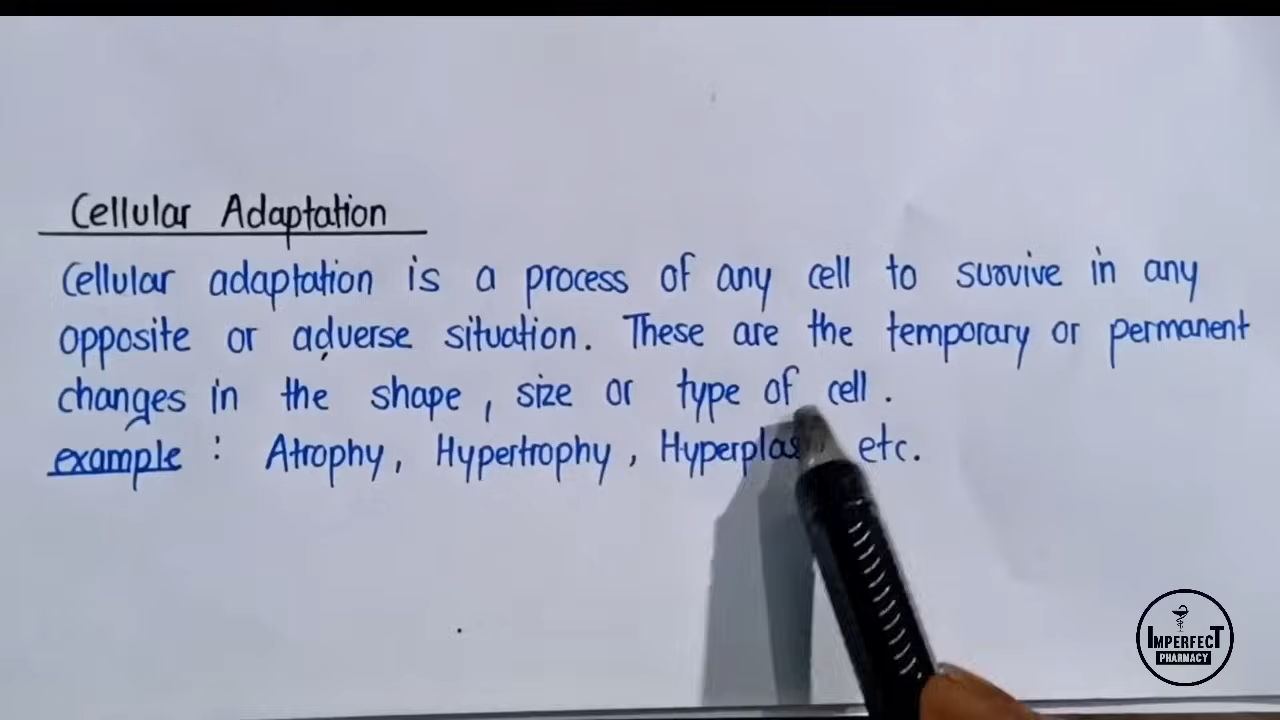 Cellular Adaptation
Cellular adaptation is a process of any cell to survive in any
opposite or adverse situation. These are the temporary or permanent
changes in the shape, size or type of cell.
example : Atrophy, Hypertrophy, etc.
IMPERFECT
PHARMACY